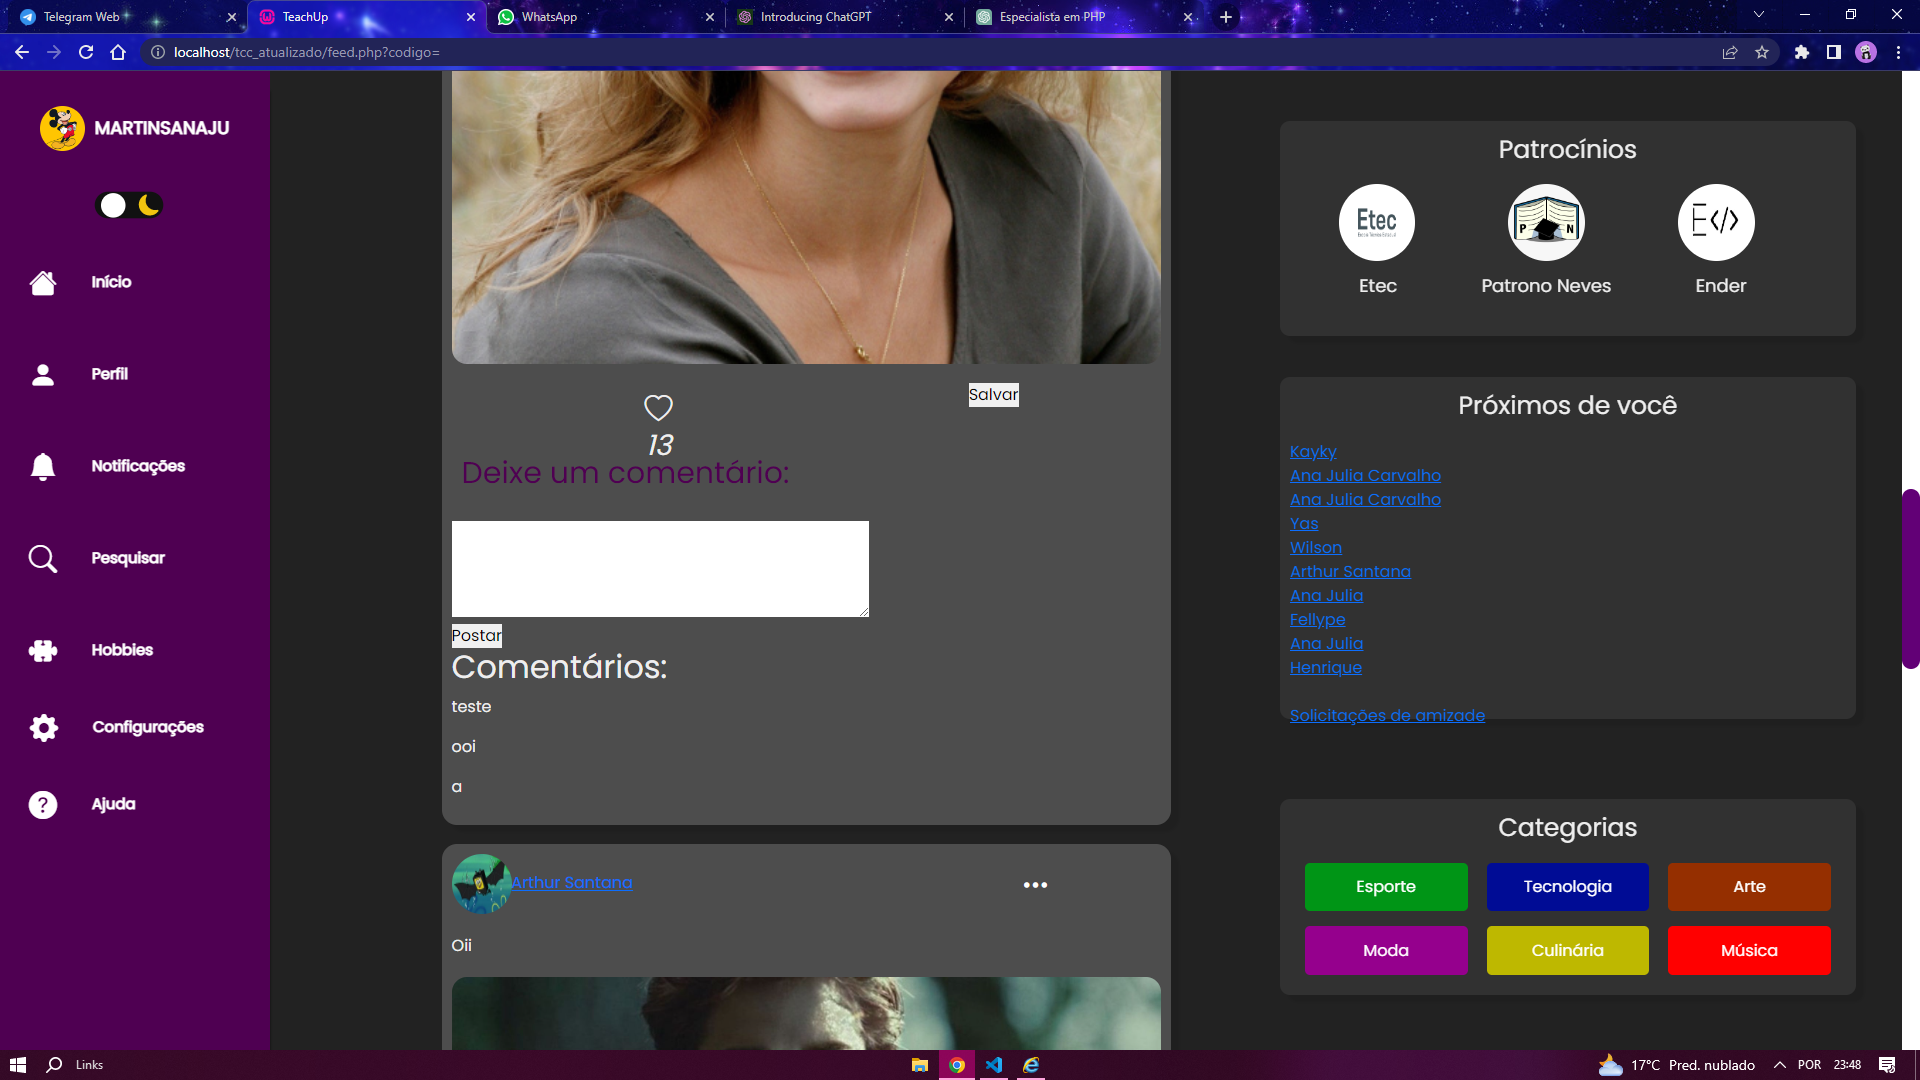 Telegram Web
TeachUp
WhatsApp
Introducing ChatGPT
Especialista em PHP
localhost/tcc_atualizado/feed.php?codigo=
MARTINSANAJU
Início
Perfil
Notificações
Pesquisar
Hobbies
Configurações
Ajuda
Salvar
13
Deixe um comentário:
Postar
Comentários:
teste
ooi
a
Arthur Santana
Oii
Patrocínios
Etec
P N
E</>
Etec
Patrono Neves
Ender
Próximos de você
Kayky
Ana Julia Carvalho
Ana Julia Carvalho
Yas
Wilson
Arthur Santana
Ana Julia
Fellype
Ana Julia
Henrique
Solicitações de amizade
Categorias
Esporte
Tecnologia
Arte
Moda
Culinária
Música
Links
17°C Pred. nublado
POR
23:48